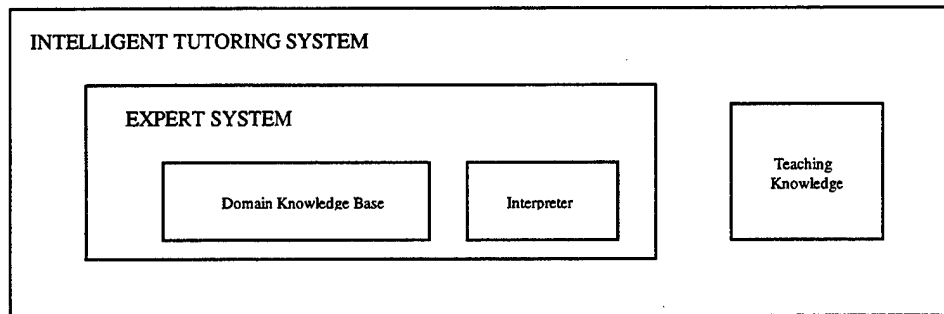 INTELLIGENT TUTORING SYSTEM
EXPERT SYSTEM
Domain Knowledge Base
Interpreter
Teaching
Knowledge